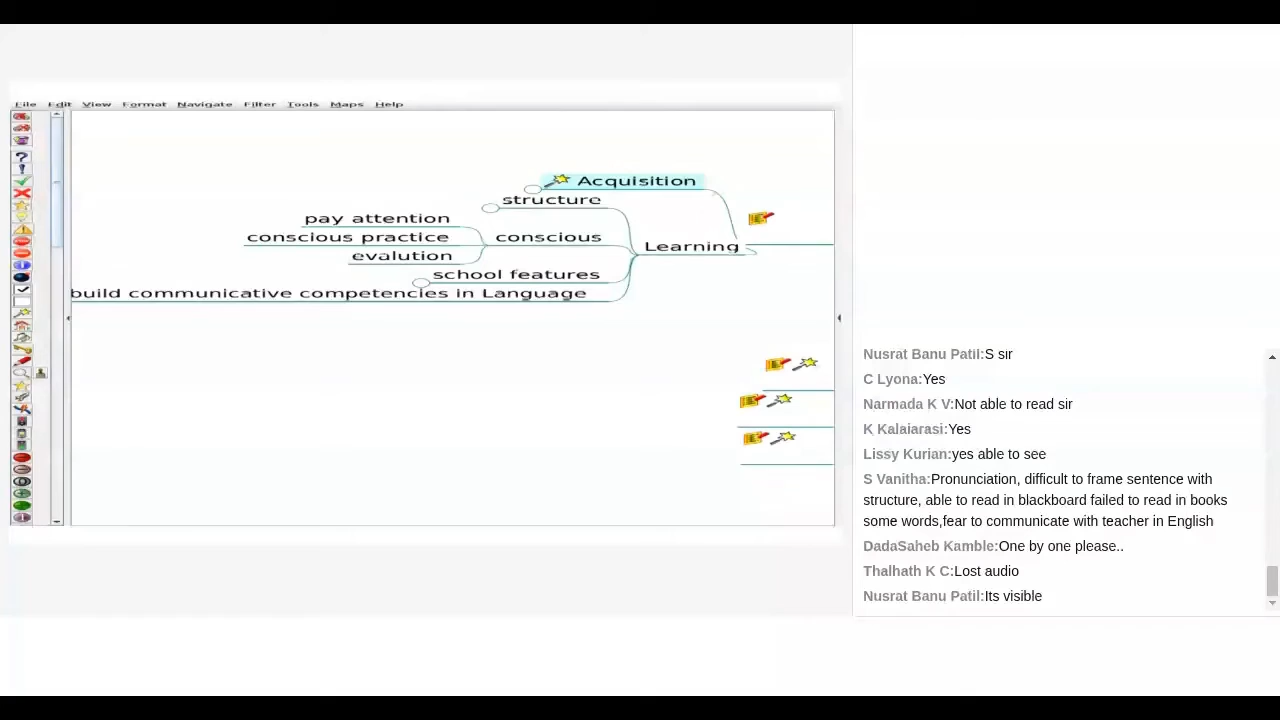 File Edit View Format Navigate Filter Tools Maps Help
Acquisition
structure
pay attention
conscious practice
conscious
evalution
Learning
school features
build communicative competencies in Language
Nusrat Banu Patil:S sir
C Lyona:Yes
Narmada K V:Not able to read sir
K Kalaiarasi:Yes
Lissy Kurian:yes able to see
S Vanitha:Pronunciation, difficult to frame sentence with
structure, able to read in blackboard failed to read in books
some words,fear to communicate with teacher in English
DadaSaheb Kamble:One by one please..
Thalhath K C:Lost audio
Nusrat Banu Patil:Its visible